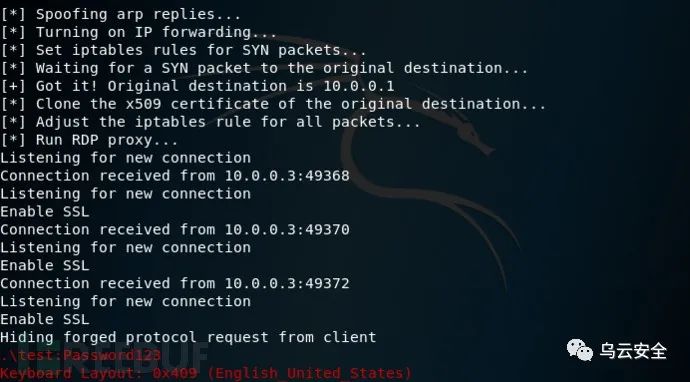 [*] Spoofing arp replies...
[*] Turning on IP forwarding...
[*] Set iptables rules for SYN packets...
[*] Waiting for a SYN packet to the original destination...
[+] Got it! Original destination is 10.0.0.1
[*] Clone the x509 certificate of the original destination...
[*] Adjust the iptables rule for all packets...
[*] Run RDP proxy...
Listening for new connection
Connection received from 10.0.0.3:49368
Listening for new connection
Enable SSL
Connection received from 10.0.0.3:49370
Listening for new connection
Enable SSL
Connection received from 10.0.0.3:49372
Listening for new connection
Enable SSL
Hiding forged protocol request from client
.\test:Password123
Keyboard Layout: 0x409 (English United States)
REEBUF
乌云安全